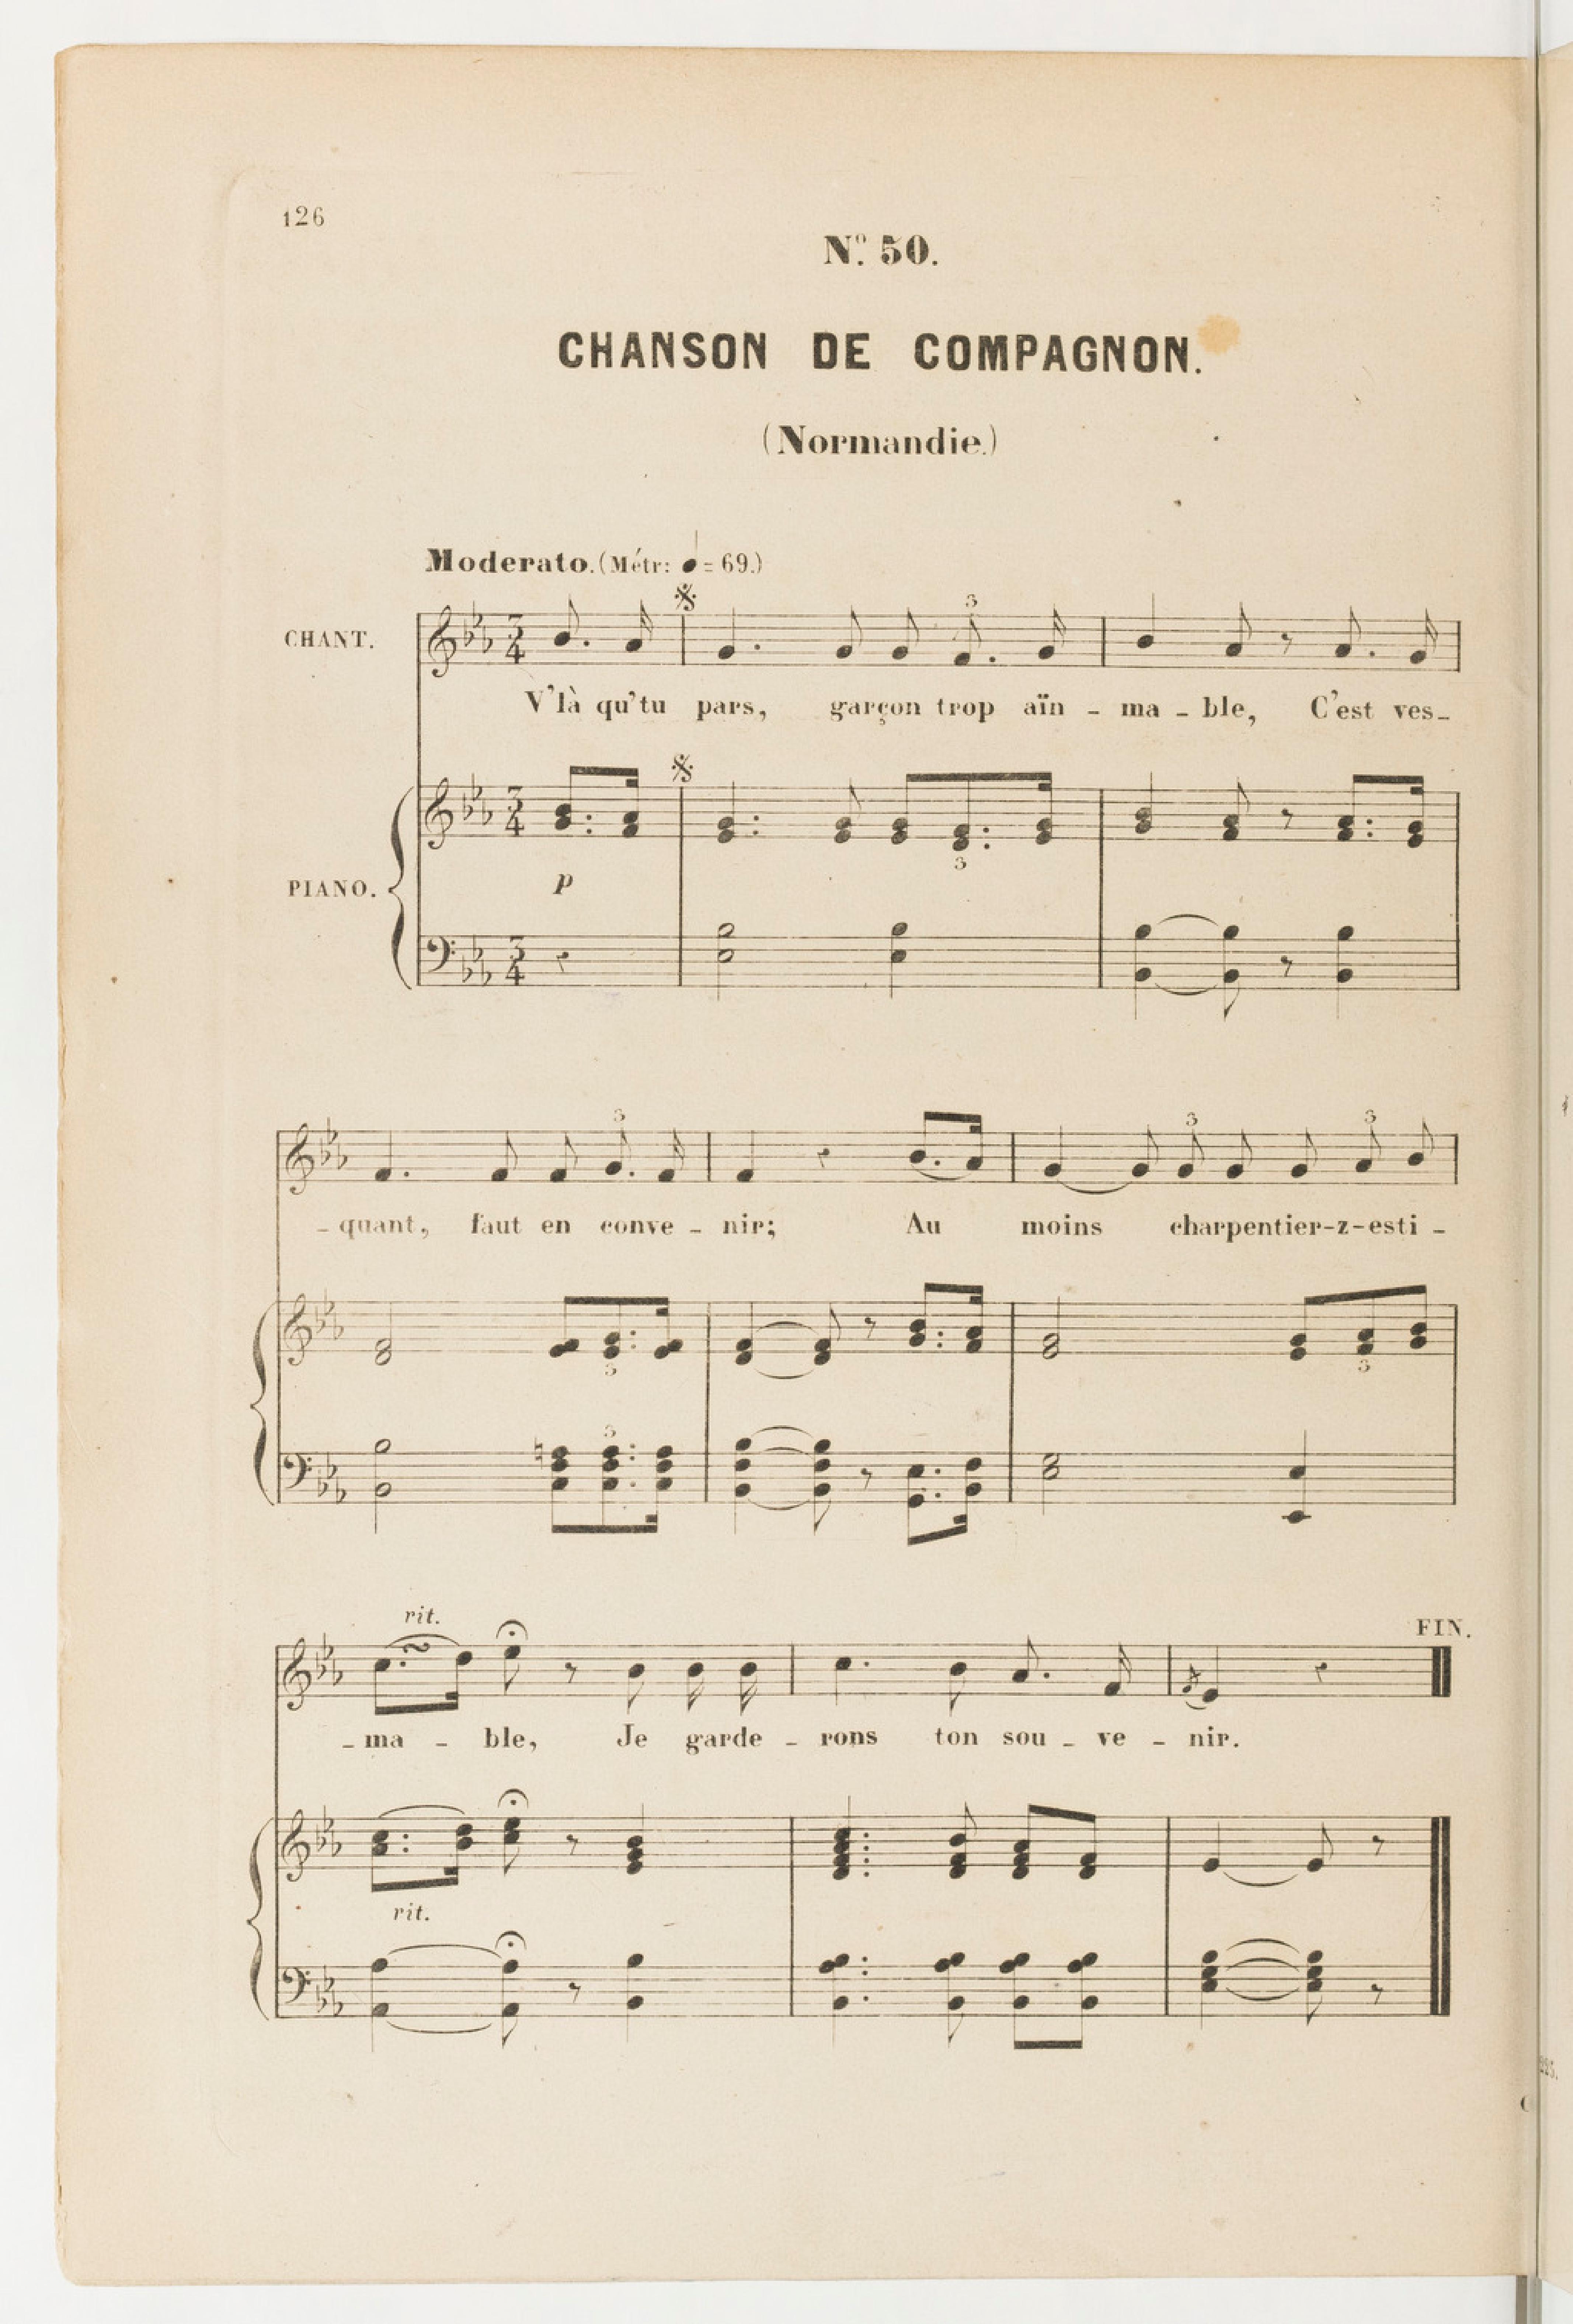 126
Nº. 50.
CHANSON DE COMPAGNON.
(Normandie.)
Moderato. (Métr: ♩ = 69.)
3
CHANT.
V'là qu'tu pars, garçon trop aïn - ma - ble, C'est ves -
PIANO.
p
3
3 3 3
- quant, faut en conve - nir; Au moins charpentier-z-esti -
3 3
3
rit.
FIN.
- ma - ble, Je garde - rons ton sou - ve - nir.
rit.